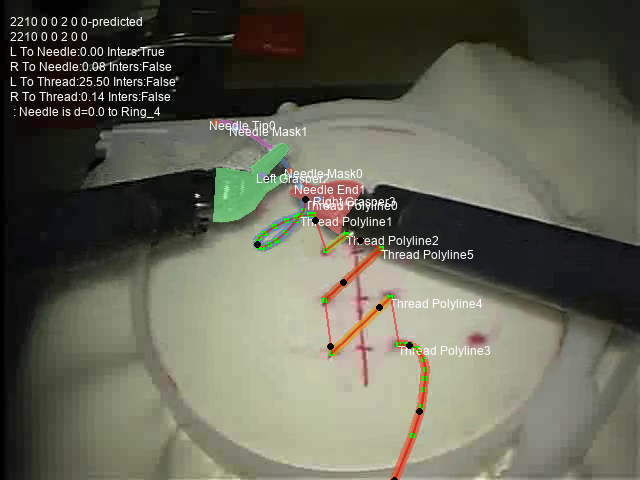 2210 0 0 2 0 0-predicted
2210 0 0 2 0 0
L To Needle:0.00 Inters:True
R To Needle:0.08 Inters:False
L To Thread:25.50 Inters:False
R To Thread:0.14 Inters:False
: Needle is d=0.0 to Ring_4
Needle Tip0
Needle Mask1
Needle Mask0
Left Grasper2
Needle End1
Right Grasper3
Thread Polyline0
Thread Polyline1
Thread Polyline2
Thread Polyline5
Thread Polyline4
Thread Polyline3